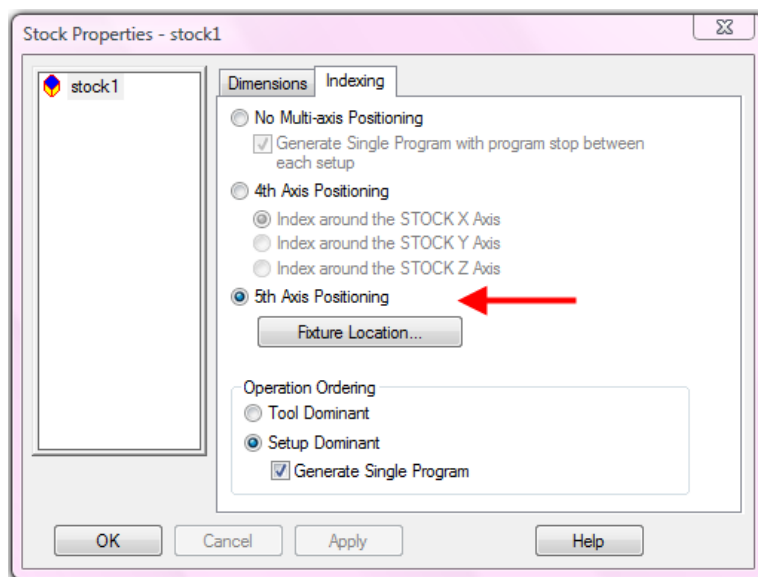 Stock Properties - stock1
stock1
Dimensions
Indexing
No Multi-axis Positioning
Generate Single Program with program stop between
each setup
4th Axis Positioning
Index around the STOCK X Axis
Index around the STOCK Y Axis
Index around the STOCK Z Axis
5th Axis Positioning
Fixture Location...
Operation Ordering
Tool Dominant
Setup Dominant
Generate Single Program
OK
Cancel
Apply
Help